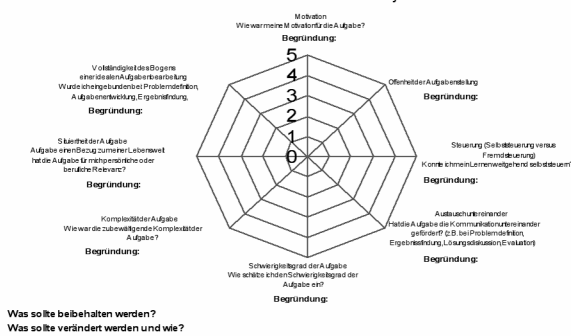 Motivation
Wie war meine Motivation für die Aufgabe?
Begründung:
Vollständigkeit des Bogens
einer idealen Aufgabenbearbeitung
Wurde ich eingebunden bei: Problemdefinition,
Aufgabenentwicklung, Ergebnisfindung,
Begründung:
5
4
3
2
1
0
Offenheit der Aufgabenstellung
Begründung:
Situiertheit der Aufgabe
Aufgabe einen Bezug zu meiner Lebenswelt
hat die Aufgabe für mich persönliche oder
berufliche Relevanz?
Begründung:
Steuerung (Selbststeuerung versus
Fremdsteuerung)
Konnte ich mein Lernen weitgehend selbst steuern?
Begründung:
Komplexität der Aufgabe
Wie war die zu bewältigende Komplexität der
Aufgabe?
Begründung:
Austausch untereinander
Hat die Aufgabe die Kommunikation untereinander
gefördert? (z.B. bei Problemdefinition,
Ergebnisfindung, Lösungsdiskussion, Evaluation)
Begründung:
Schwierigkeitsgrad der Aufgabe
Wie schätze ich den Schwierigkeitsgrad der
Aufgabe ein?
Begründung:
Was sollte beibehalten werden?
Was sollte verändert werden und wie?